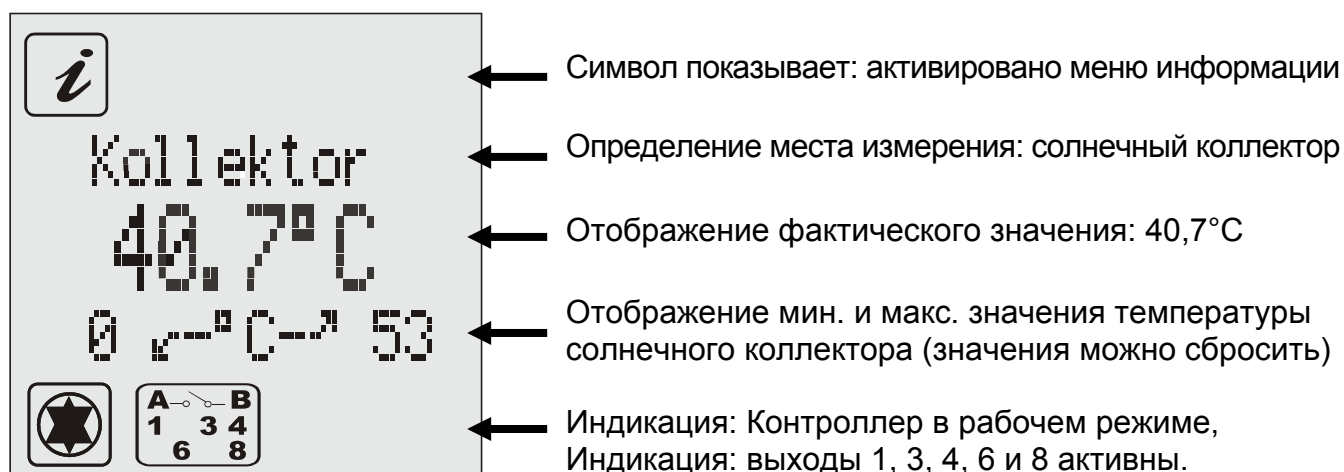 i
Символ показывает: активировано меню информации
Kollektor
Определение места измерения: солнечный коллектор
40.7°C
Отображение фактического значения: 40,7°C
0 °C 53
Отображение мин. и макс. значения температуры
солнечного коллектора (значения можно сбросить)
A B
1 3 4
6 8
Индикация: Контроллер в рабочем режиме,
Индикация: выходы 1, 3, 4, 6 и 8 активны.